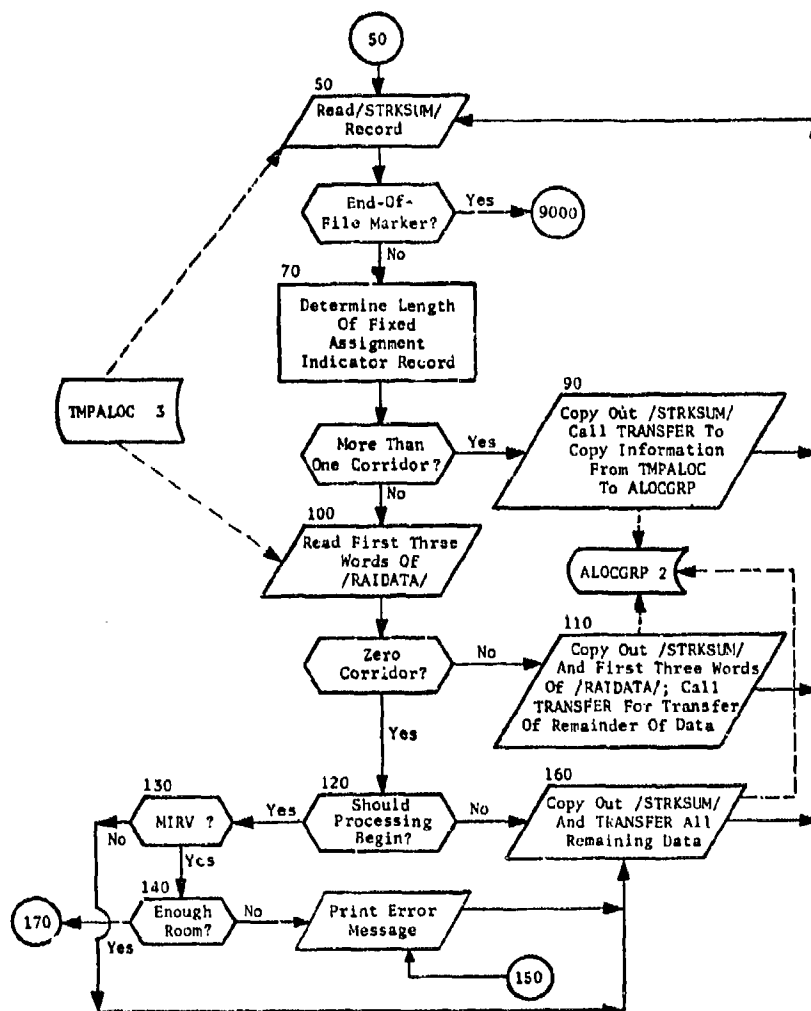 50
50
Read/STRKSUM/
Record
End-Of-
File Marker?
Yes
9000
No
70
Determine Length
Of Fixed
Assignment
Indicator Record
TMPALOC 3
More Than
One Corridor?
Yes
90
Copy Out /STRKSUM/
Call TRANSFER To
Copy Information
From TMPALOC
To ALOCGRP
No
100
Read First Three
Words Of
/RAIDATA/
ALOCGRP 2
Zero
Corridor?
No
110
Copy Out /STRKSUM/
And First Three Words
Of /RAIDATA/; Call
TRANSFER For Transfer
Of Remainder Of Data
Yes
130
MIRV ?
No
Yes
120
Should
Processing
Begin?
Yes
No
160
Copy Out /STRKSUM/
And TRANSFER All
Remaining Data
140
Enough
Room?
170
Yes
No
Print Error
Message
150